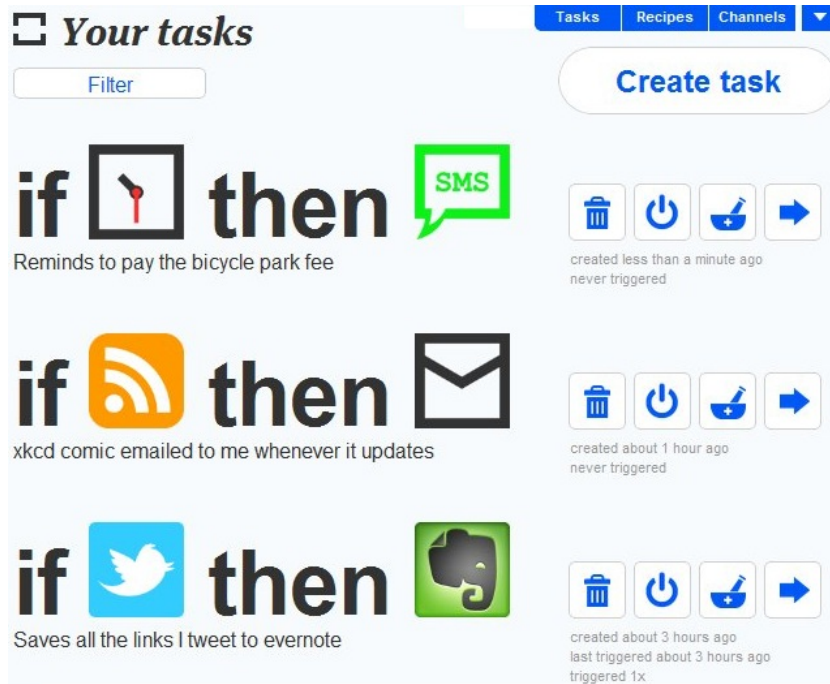 Your tasks
Tasks Recipes Channels
Filter
Create task
if then SMS
Reminds to pay the bicycle park fee
created less than a minute ago
never triggered
if then
xkcd comic emailed to me whenever it updates
created about 1 hour ago
never triggered
if then
Saves all the links I tweet to evernote
created about 3 hours ago
last triggered about 3 hours ago
triggered 1x